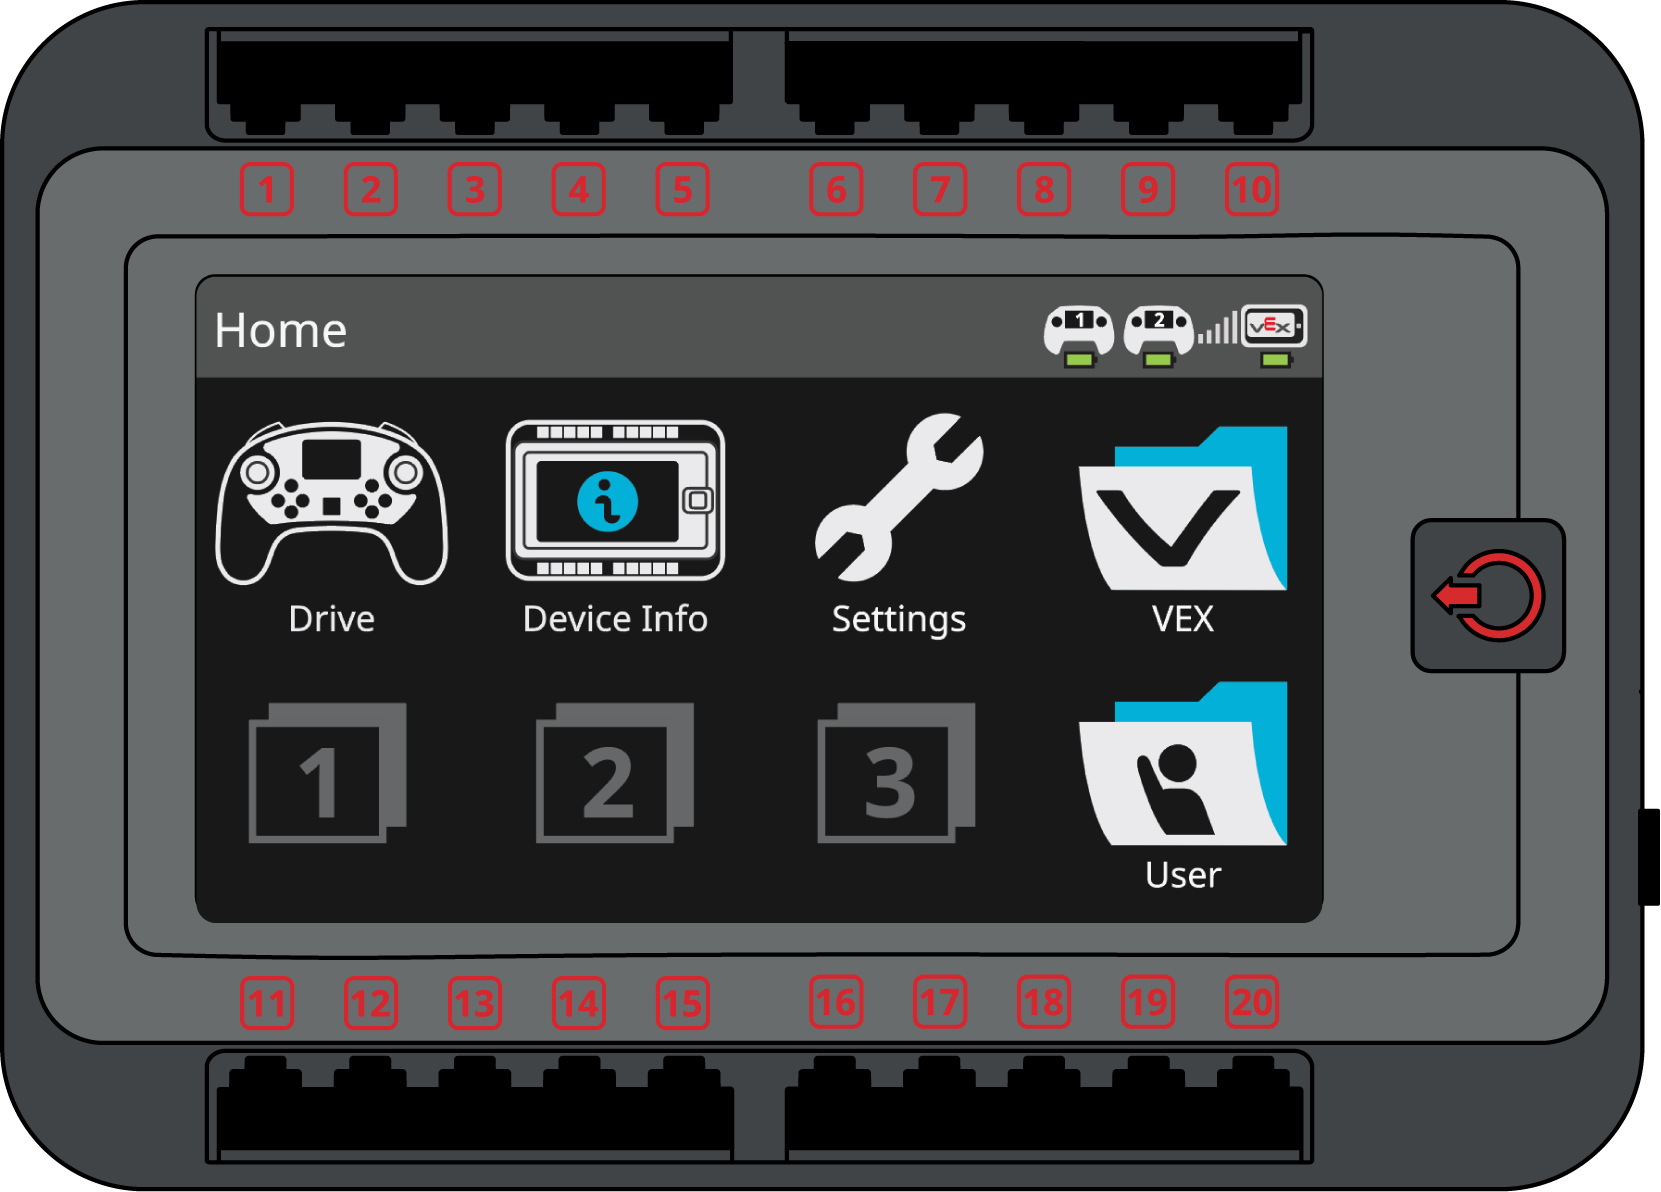 1 2 3 4 5 6 7 8 9 10
Home 1 2 VEX
Drive Device Info Settings VEX
1 2 3
User
11 12 13 14 15 16 17 18 19 20